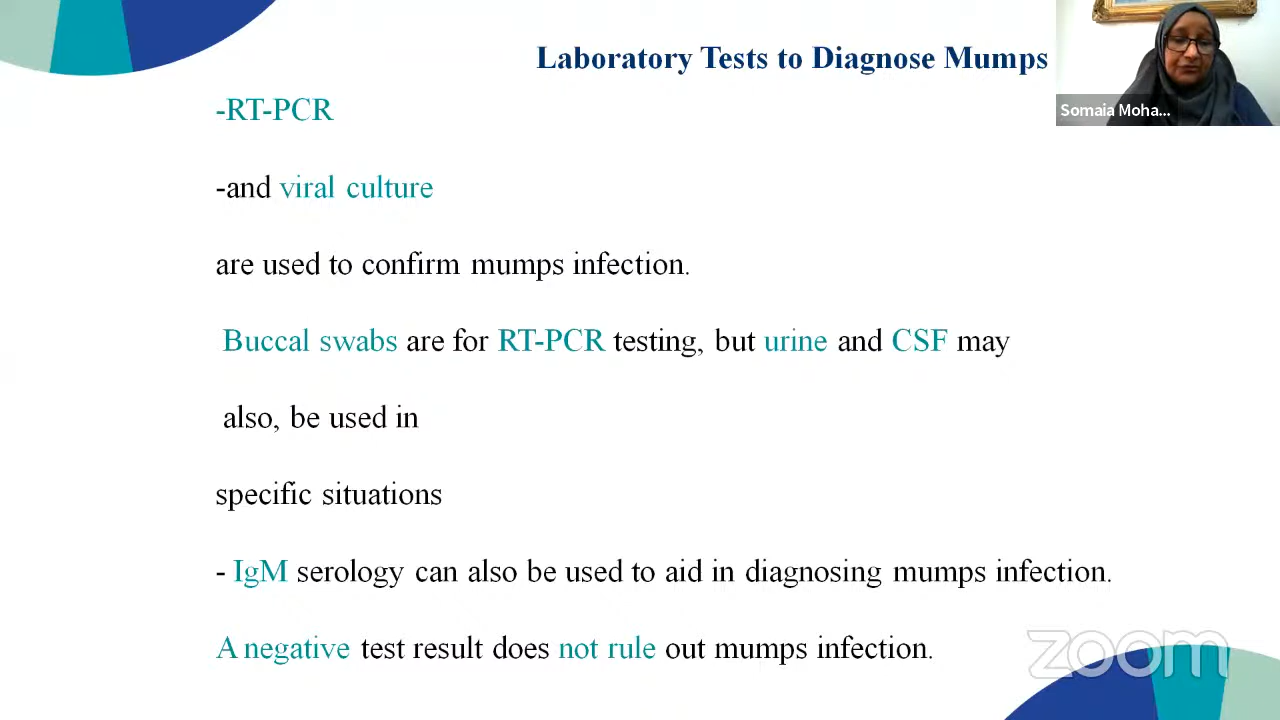 Laboratory Tests to Diagnose Mumps
Somaia Moha...
-RT-PCR
-and viral culture
are used to confirm mumps infection.
Buccal swabs are for RT-PCR testing, but urine and CSF may
also, be used in
specific situations
- IgM serology can also be used to aid in diagnosing mumps infection.
A negative test result does not rule out mumps infection.
zoom